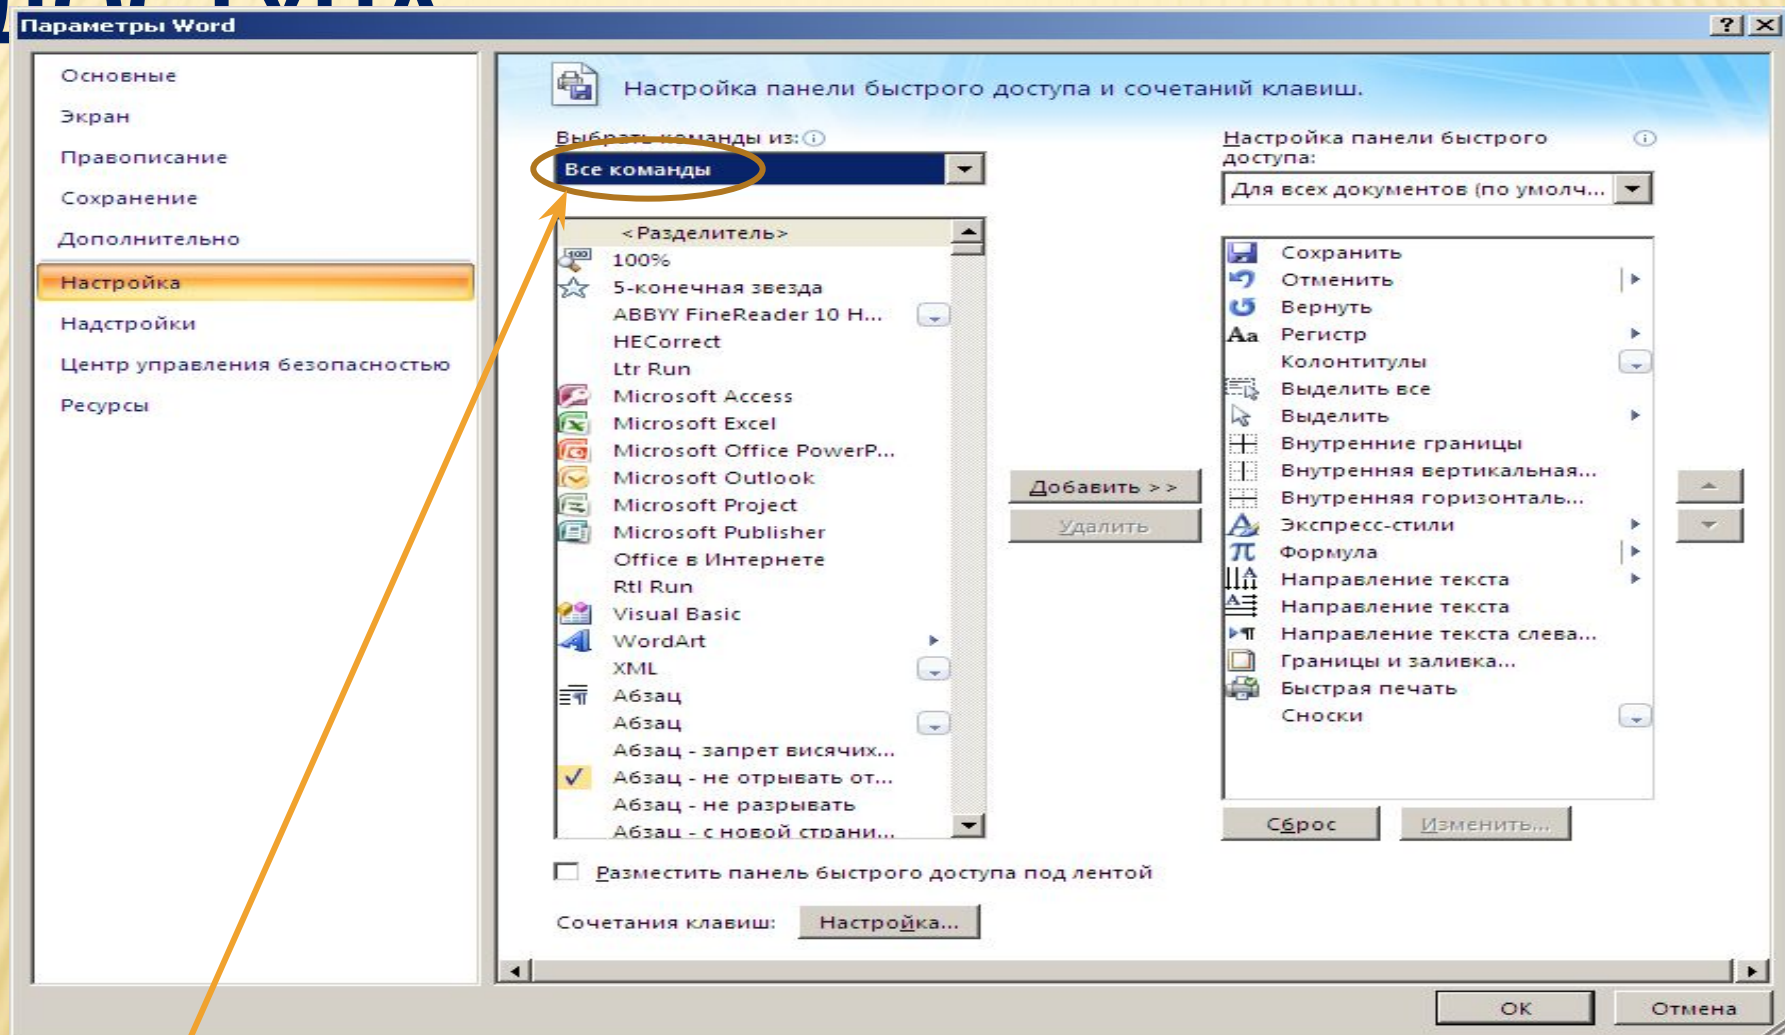 Параметры Word
Основные
Экран
Правописание
Сохранение
Дополнительно
Настройка
Надстройки
Центр управления безопасностью
Ресурсы
Настройка панели быстрого доступа и сочетаний клавиш.
Выбрать команды из:
Все команды
<Разделитель>
100%
5-конечная звезда
ABBYY FineReader 10 H...
HECorrect
Ltr Run
Microsoft Access
Microsoft Excel
Microsoft Office PowerP...
Microsoft Outlook
Microsoft Project
Microsoft Publisher
Office в Интернете
Rtl Run
Visual Basic
WordArt
XML
Абзац
Абзац
Абзац - запрет висячих...
Абзац - не отрывать от...
Абзац - не разрывать
Абзац - с новой страни...
Добавить >>
Удалить
Настройка панели быстрого
доступа:
Для всех документов (по умолч...
Сохранить
Отменить
Вернуть
Регистр
Колонтитулы
Выделить все
Выделить
Внутренние границы
Внутренняя вертикальная...
Внутренняя горизонталь...
Экспресс-стили
Формула
Направление текста
Направление текста
Направление текста слева...
Границы и заливка...
Быстрая печать
Сноски
Сброс
Изменить...
Разместить панель быстрого доступа под лентой
Сочетания клавиш:
Настройка...
ОК
Отмена